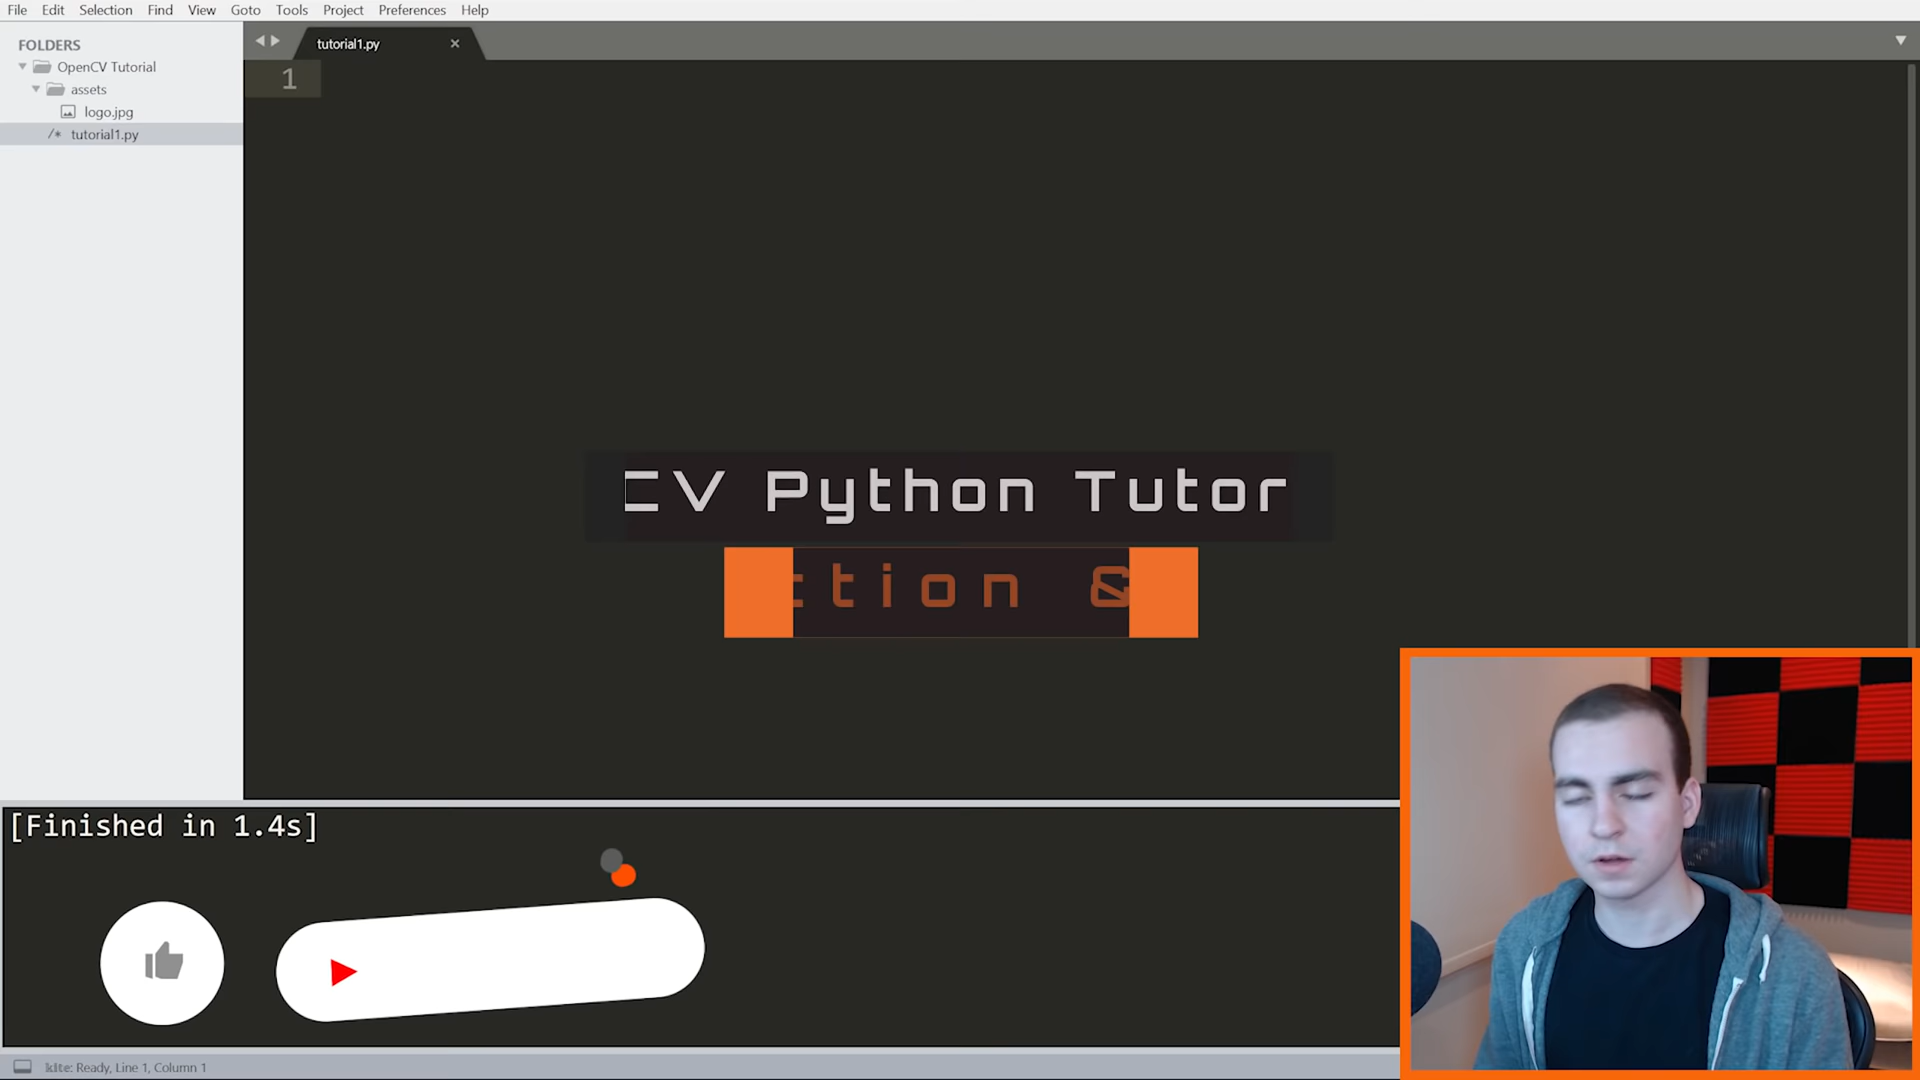 File Edit Selection Find View Goto Tools Project Preferences Help
FOLDERS
OpenCV Tutorial
assets
logo.jpg
/* tutorial1.py
tutorial1.py
1
CV Python Tutor
tion &
[Finished in 1.4s]
kite: Ready, Line 1, Column 1